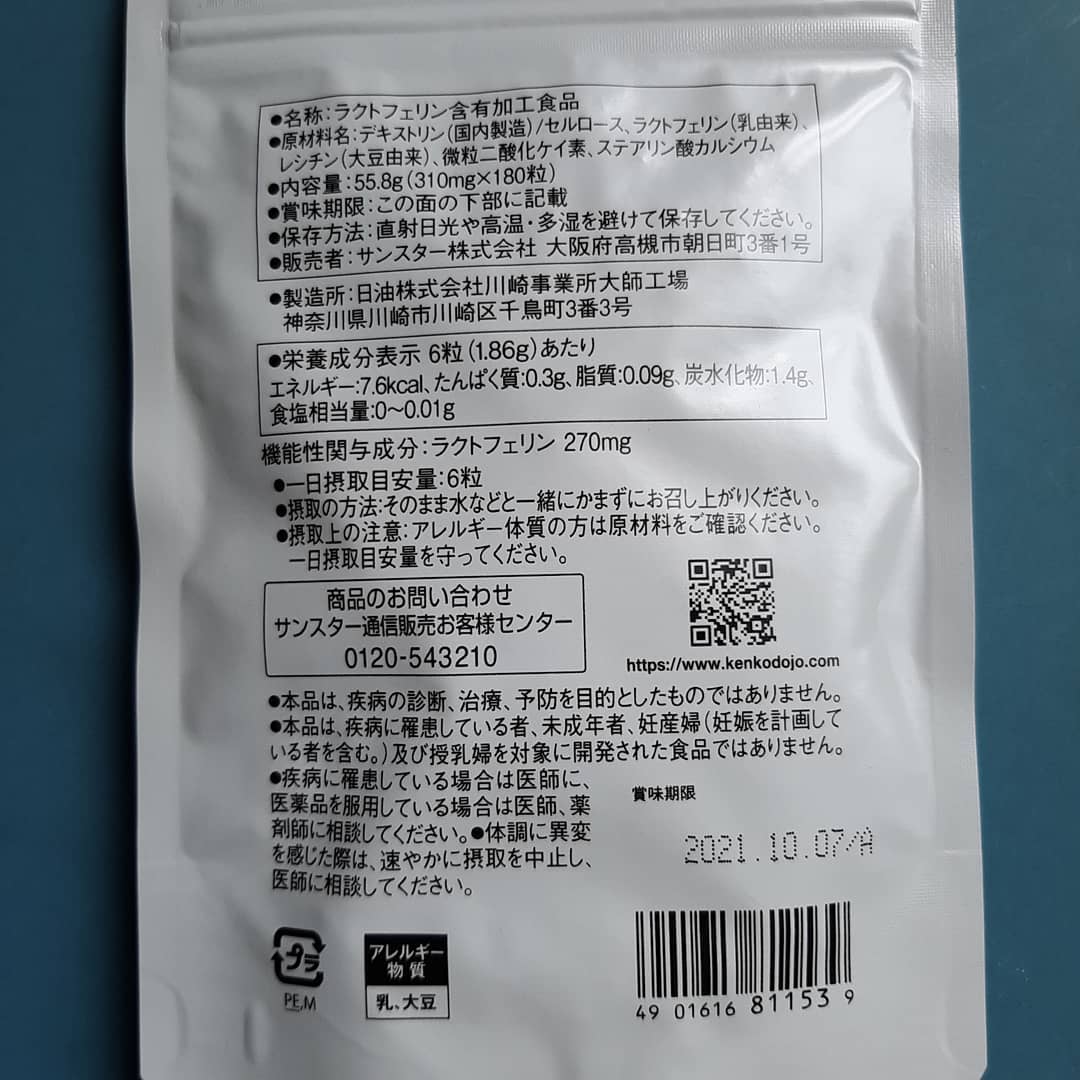 ●名称:ラクトフェリン含有加工食品
●原材料名:デキストリン(国内製造)/セルロース、ラクトフェリン(乳由来)、
レシチン(大豆由来)、微粒二酸化ケイ素、ステアリン酸カルシウム
●内容量:55.8g(310mg×180粒)
●賞味期限:この面の下部に記載
●保存方法:直射日光や高温・多湿を避けて保存してください。
●販売者:サンスター株式会社 大阪府高槻市朝日町3番1号
●製造所:日油株式会社川崎事業所大師工場
神奈川県川崎市川崎区千鳥町3番3号
●栄養成分表示 6粒(1.86g)あたり
エネルギー:7.6kcal、たんぱく質:0.3g、脂質:0.09g、炭水化物:1.4g、
食塩相当量:0～0.01g
機能性関与成分:ラクトフェリン 270mg
●一日摂取目安量:6粒
●摂取の方法:そのまま水などと一緒にかまずにお召し上がりください。
●摂取上の注意:アレルギー体質の方は原材料をご確認ください。
一日摂取目安量を守ってください。
商品のお問い合わせ
サンスター通信販売お客様センター
0120-543210
https://www.kenkodojo.com
●本品は、疾病の診断、治療、予防を目的としたものではありません。
●本品は、疾病に罹患している者、未成年者、妊産婦(妊娠を計画して
いる者を含む。)及び授乳婦を対象に開発された食品ではありません。
●疾病に罹患している場合は医師に、
医薬品を服用している場合は医師、薬
剤師に相談してください。●体調に異変
を感じた際は、速やかに摂取を中止し、
医師に相談してください。
賞味期限
2021.10.07/A
プラ
PE,M
アレルギー
物質
乳、大豆
4901616811539